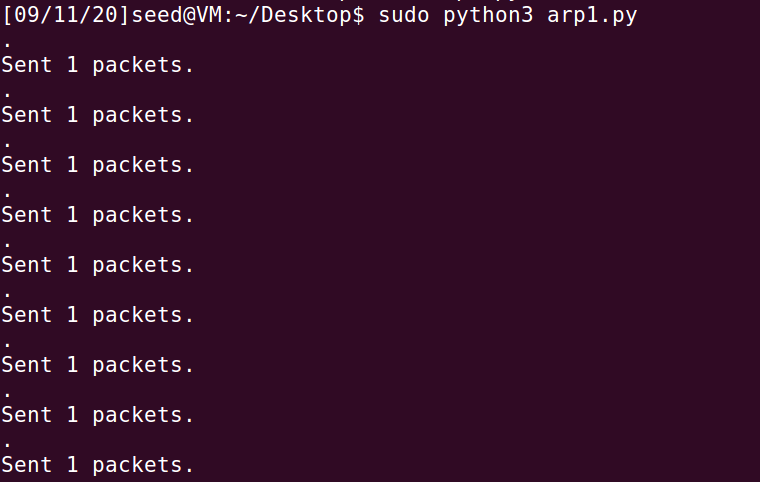 [09/11/20]seed@VM:~/Desktop$ sudo python3 arp1.py
.
Sent 1 packets.
.
Sent 1 packets.
.
Sent 1 packets.
.
Sent 1 packets.
.
Sent 1 packets.
.
Sent 1 packets.
.
Sent 1 packets.
.
Sent 1 packets.
.
Sent 1 packets.